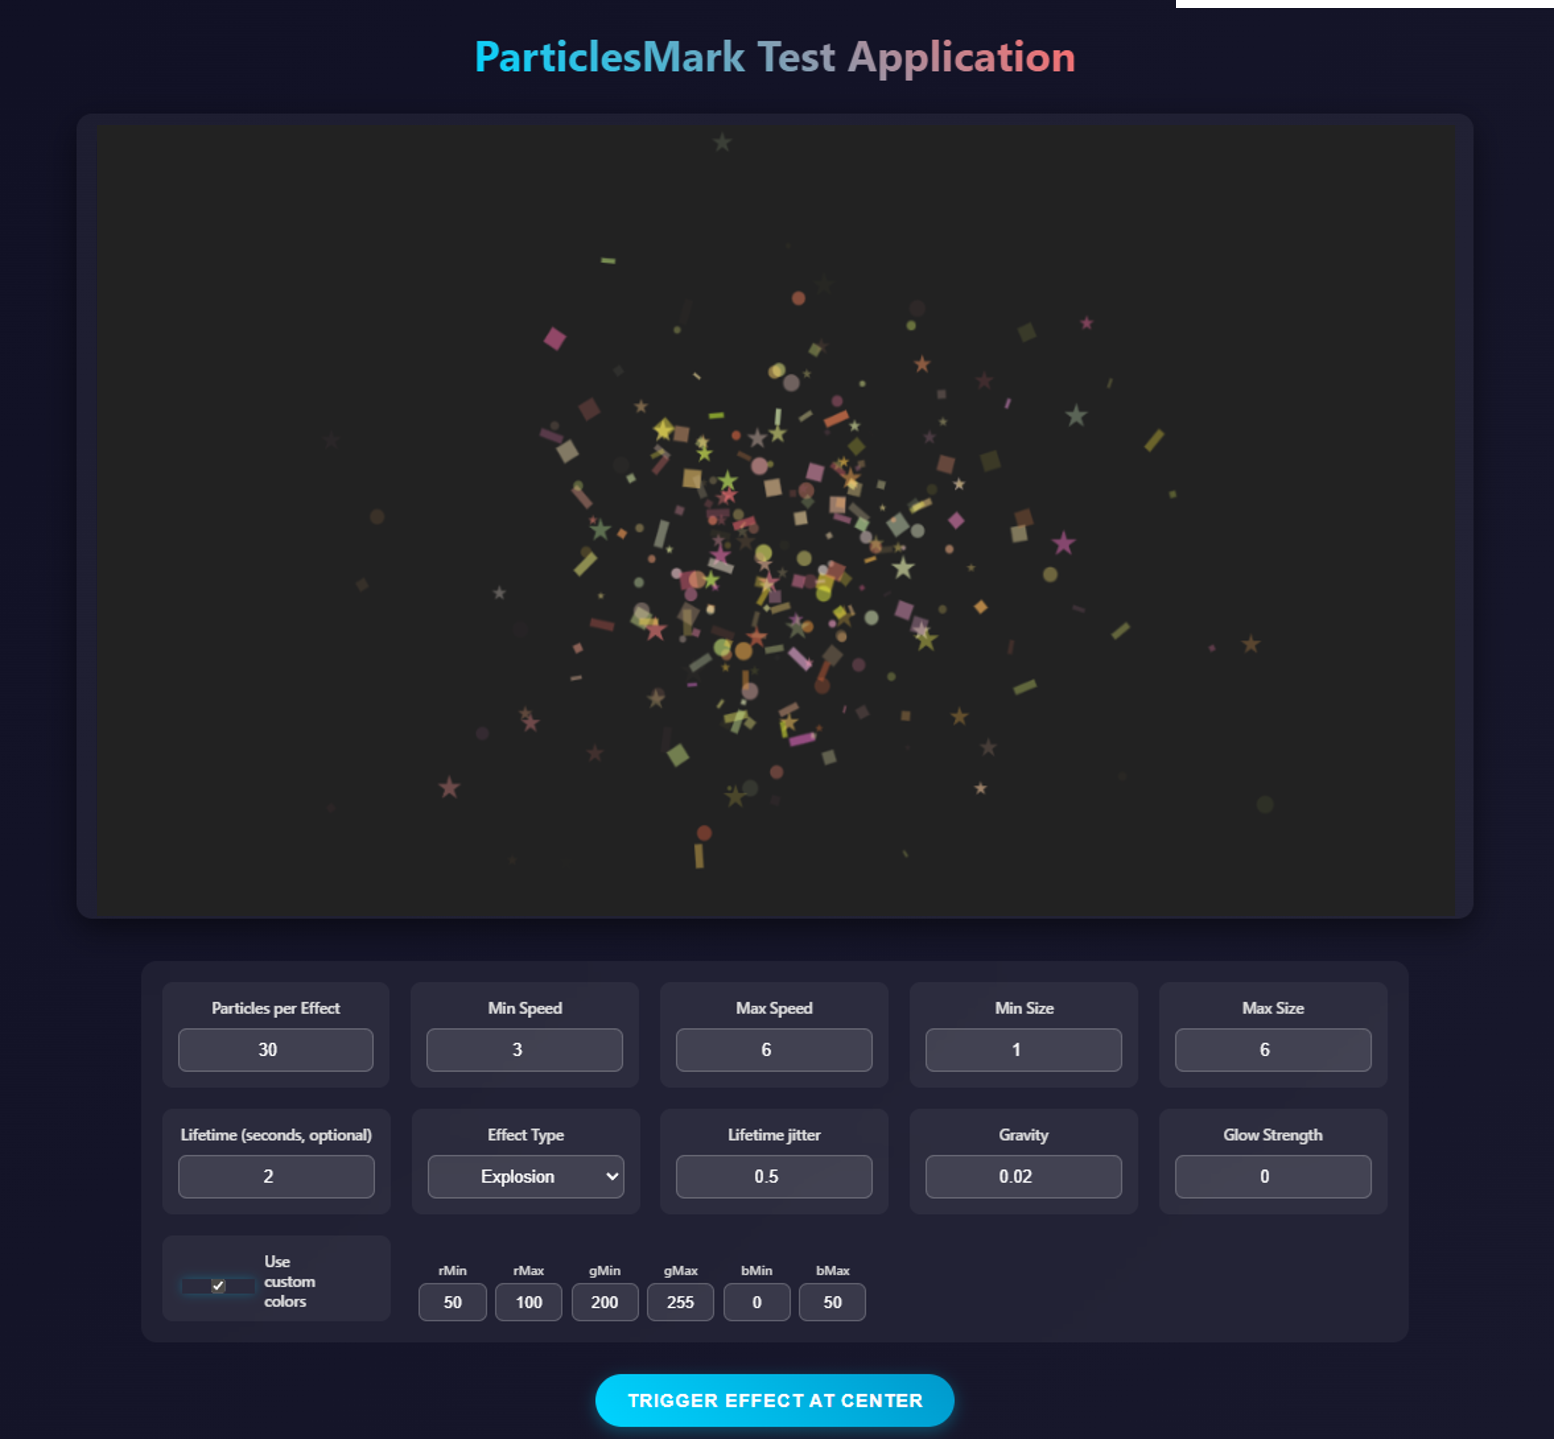 ParticlesMark Test Application
Particles per Effect
30
Min Speed
3
Max Speed
6
Min Size
1
Max Size
6
Lifetime (seconds, optional)
2
Effect Type
Explosion
Lifetime jitter
0.5
Gravity
0.02
Glow Strength
0
Use
custom
colors
rMin
50
rMax
100
gMin
200
gMax
255
bMin
0
bMax
50
TRIGGER EFFECT AT CENTER